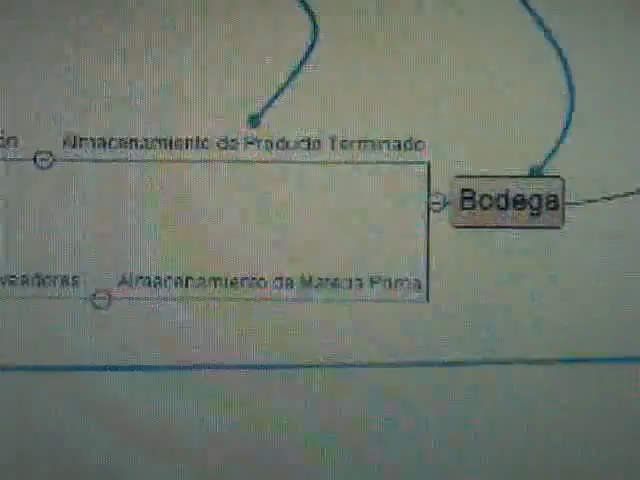 Almacenamiento de Producto Terminado
Bodega
Almacenamiento de Materia Prima